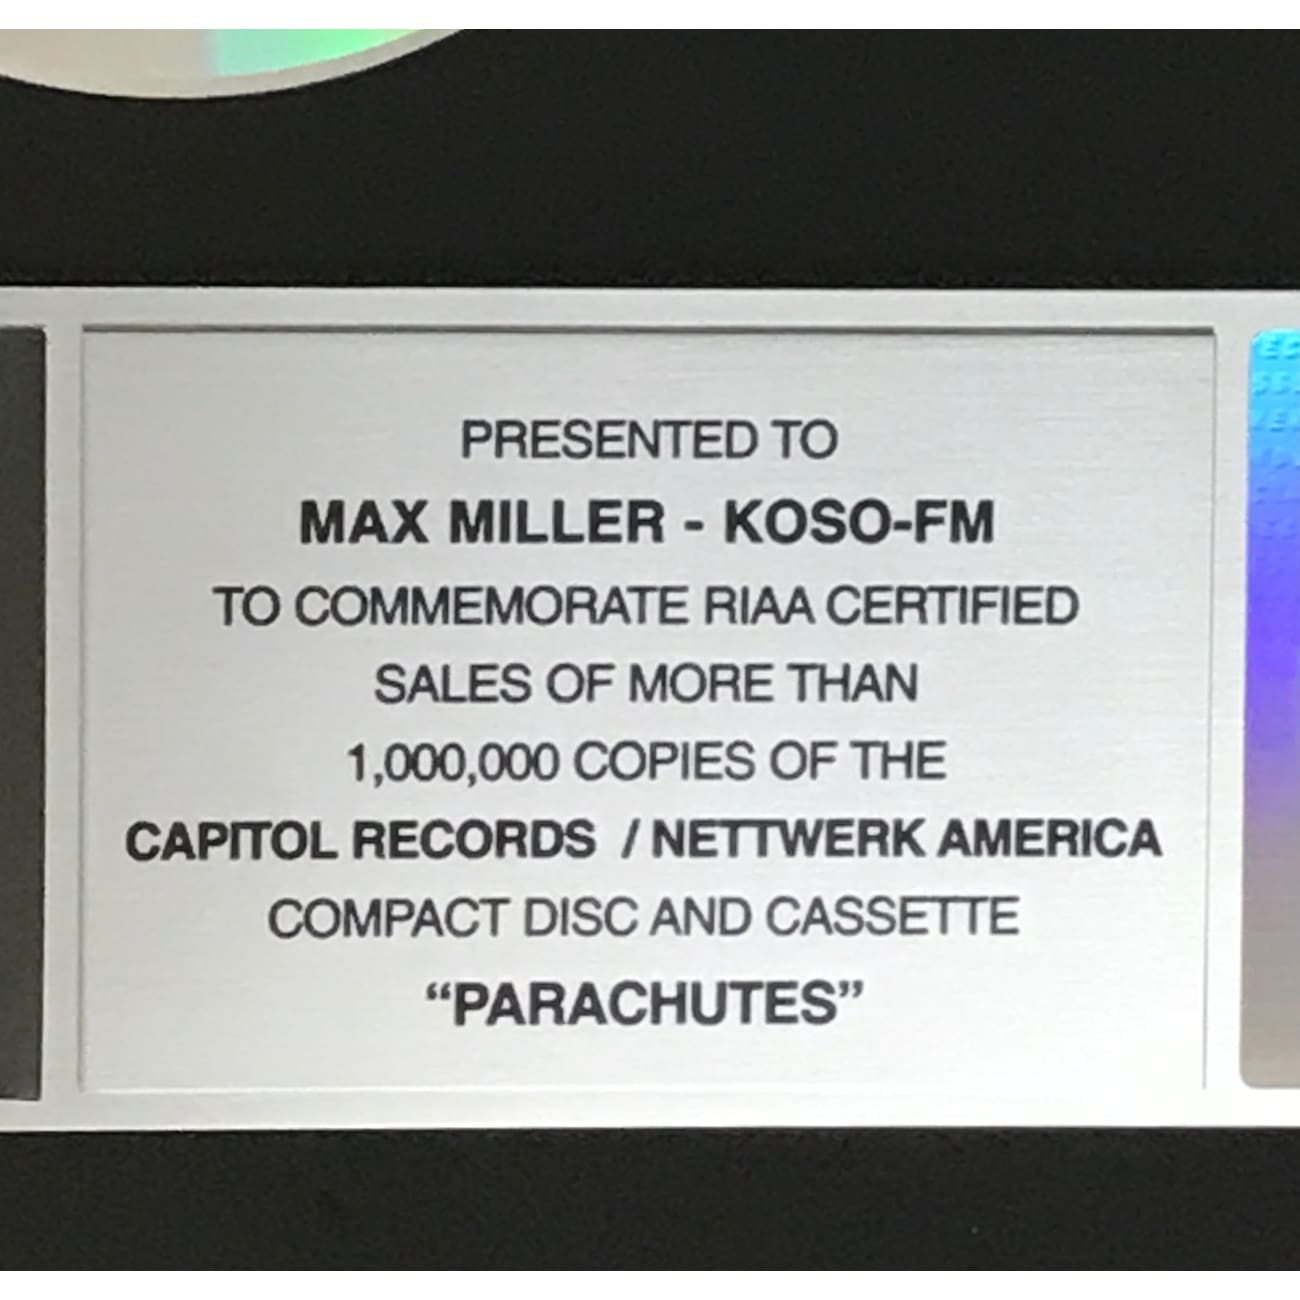 PRESENTED TO
MAX MILLER - KOSO-FM
TO COMMEMORATE RIAA CERTIFIED
SALES OF MORE THAN
1,000,000 COPIES OF THE
CAPITOL RECORDS / NETTWERK AMERICA
COMPACT DISC AND CASSETTE
“PARACHUTES”